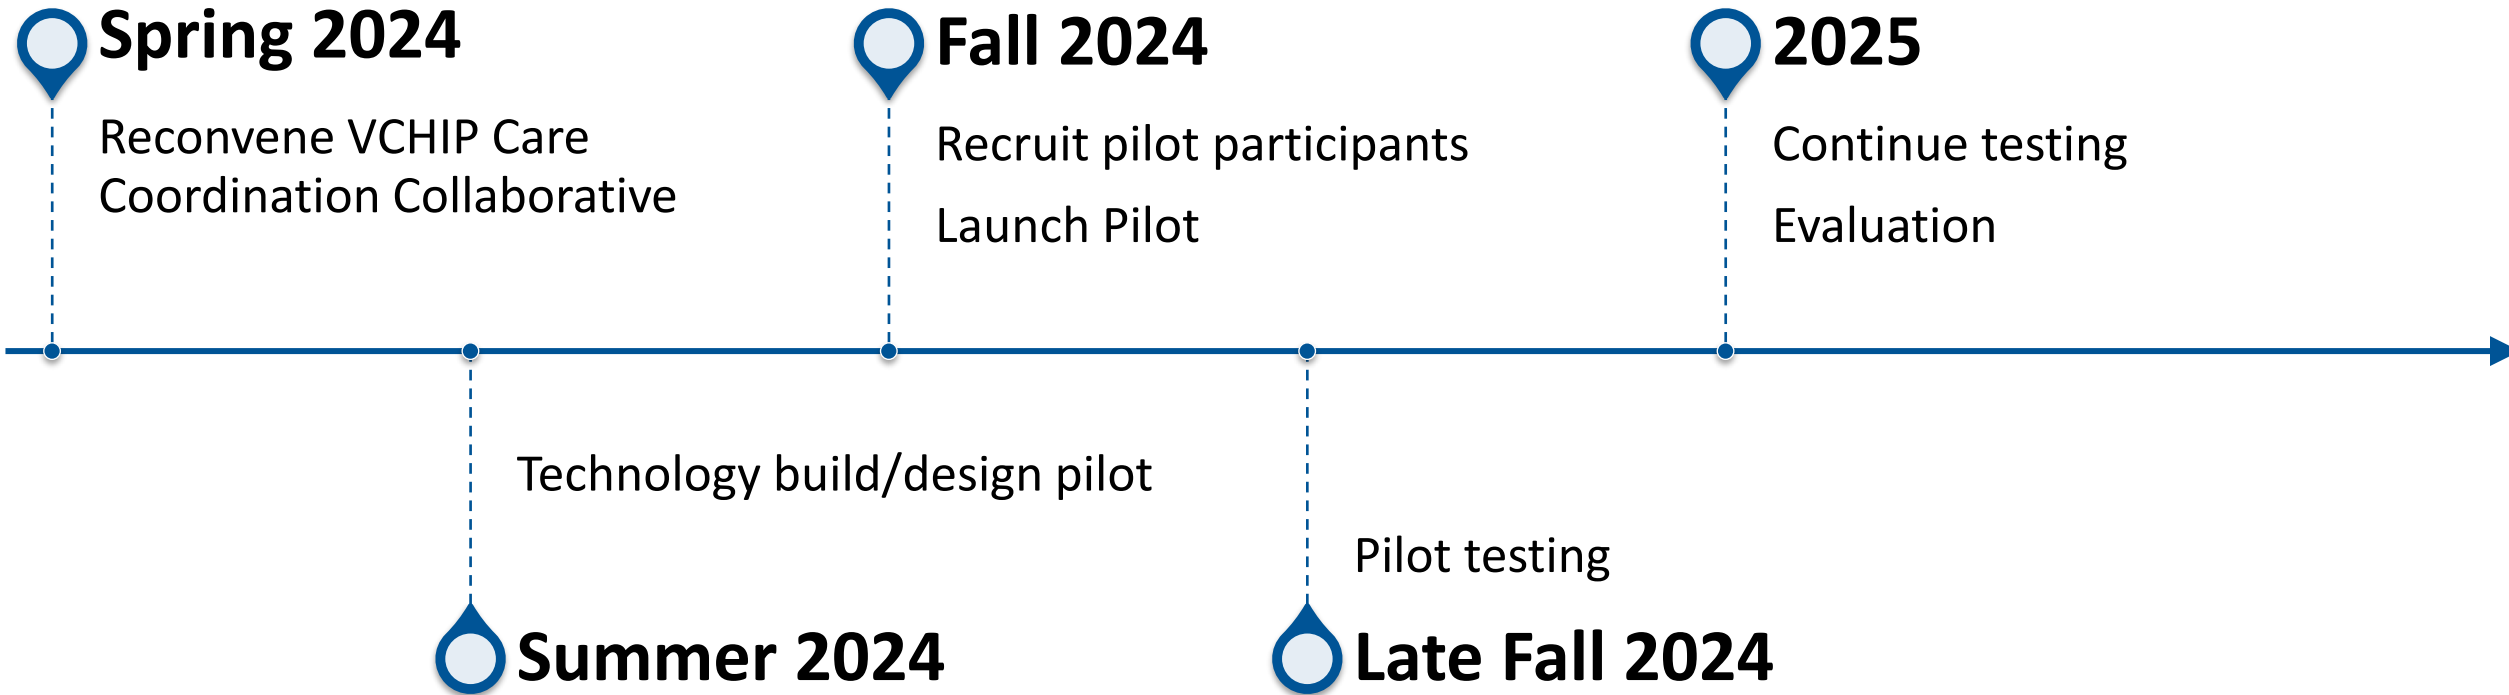 Spring 2024
Reconvene VCHIP Care
Coordination Collaborative
Technology build/design pilot
Summer 2024
Fall 2024
Recruit pilot participants
Launch Pilot
Pilot testing
Late Fall 2024
2025
Continue testing
Evaluation